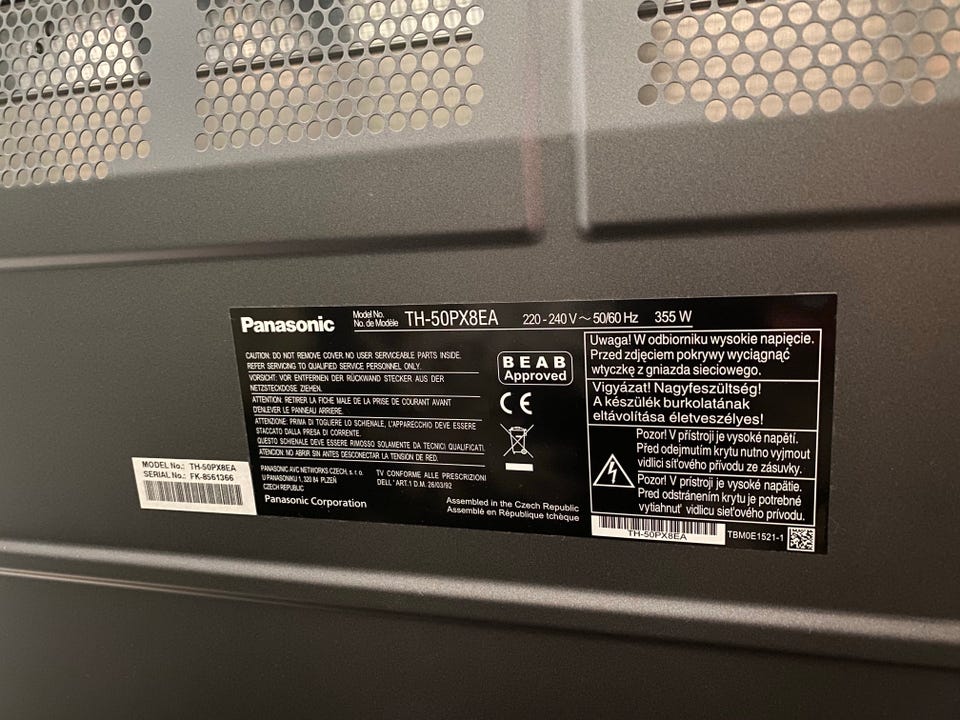 Panasonic
Model No.
No. de Modèle
TH-50PX8EA
220 - 240 V ~ 50/60 Hz 355 W
CAUTION: DO NOT REMOVE COVER. NO USER SERVICEABLE PARTS INSIDE.
REFER SERVICING TO QUALIFIED SERVICE PERSONNEL ONLY.
VORSICHT: VOR ENTFERNEN DER RÜCKWAND STECKER AUS DER
NETZSTECKDOSE ZIEHEN.
ATTENTION: RETIRER LA FICHE MALE DE LA PRISE DE COURANT AVANT
D'ENLEVER LE PANNEAU ARRIERE.
ATTENZIONE: PRIMA DI TOGLIERE LO SCHIENALE, L'APPARECCHIO DEVE ESSERE
STACCATO DALLA PRESA DI CORRENTE.
QUESTO SCHIENALE DEVE ESSERE RIMOSSO SOLAMENTE DA TECNICI QUALIFICATI.
ATENCION: NO ABRIR SIN ANTES DESCONECTAR LA TENSION DE RED.
PANASONIC AVC NETWORKS CZECH, s. r. o.
U PANASONIKU 1, 320 84 PLZEŇ
CZECH REPUBLIC
TV CONFORME ALLE PRESCRIZIONI
DELL 'ART.1 D.M. 26/03/92
Panasonic Corporation
Assembled in the Czech Republic
Assemblé en République tchèque
BEAB
Approved
CE
Uwaga! W odbiorniku wysokie napięcie.
Przed zdjęciem pokrywy wyciągnąć
wtyczkę z gniazda sieciowego.
Vigyázat! Nagyfeszültség!
A készülék burkolatának
eltávolítása életveszélyes!
Pozor! V přístroji je vysoké napětí.
Před odejmutím krytu nutno vyjmout
vidlici síťového přívodu ze zásuvky.
Pozor! V prístroji je vysoké napätie.
Pred odstránením krytu je potrebné
vytiahnuť vidlicu sieťového prívodu.
TH-50PX8EA
TBM0E1521-1
MODEL No.: TH-50PX8EA
SERIAL No.: FK-8561366